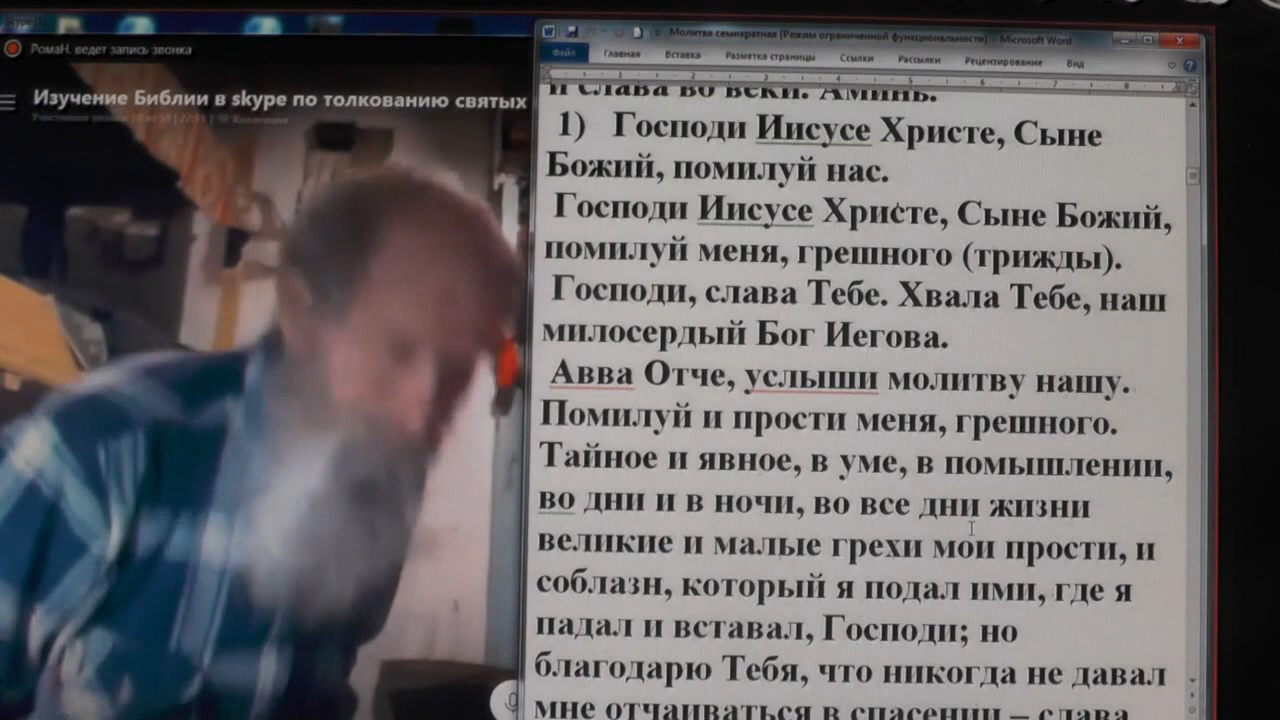 РомаН. ведет запись звонка
Изучение Библии в skype по толкованию святых
Молитва семикратная (Режим ограниченной функциональности) - Microsoft Word
Файл Главная Вставка Разметка страницы Ссылки Рассылки Рецензирование Вид
и слава во веки. Аминь.
1) Господи Иисусе Христе, Сыне
Божий, помилуй нас.
Господи Иисусе Христе, Сыне Божий,
помилуй меня, грешного (трижды).
Господи, слава Тебе. Хвала Тебе, наш
милосердый Бог Иегова.
Авва Отче, услыши молитву нашу.
Помилуй и прости меня, грешного.
Тайное и явное, в уме, в помышлении,
во дни и в ночи, во все дни жизни
великие и малые грехи мои прости, и
соблазн, который я подал ими, где я
падал и вставал, Господи; но
благодарю Тебя, что никогда не давал
мне отчаиваться в спасении – слава